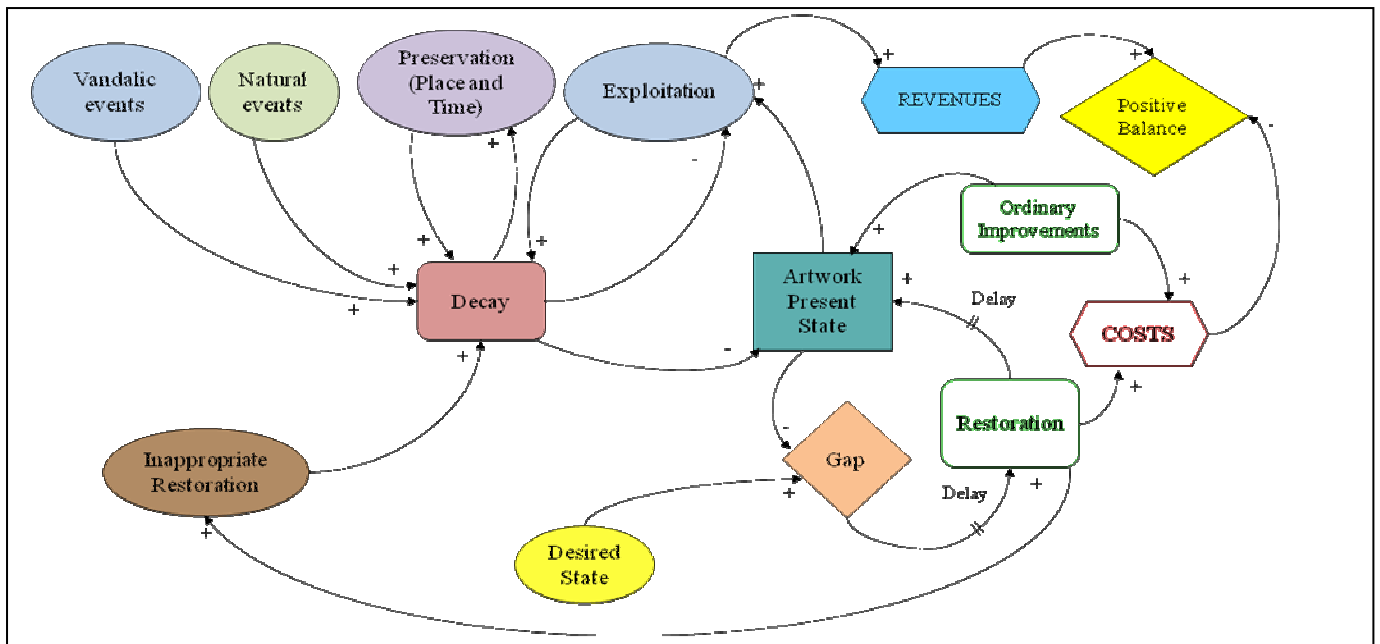 Vandalic
events
Natural
events
Preservation
(Place and
Time)
Exploitation
+
+
REVENUES
+
Positive
Balance
-
+
-
Ordinary
Improvements
+
+
+
+
+
Decay
+
+
-
Artwork
Present
State
+
Delay
+
COSTS
+
-
Restoration
Inappropriate
Restoration
Gap
+
Delay
+
+
Desired
State